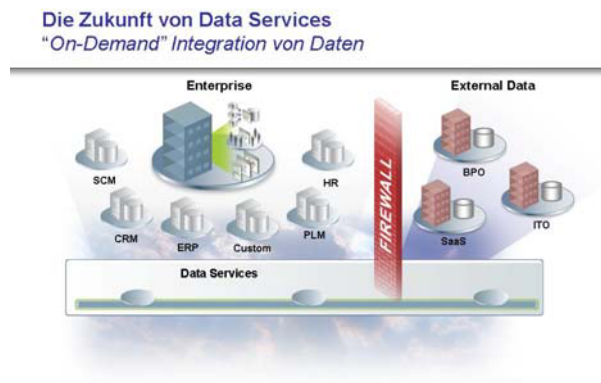 Die Zukunft von Data Services
“On-Demand” Integration von Daten
Enterprise
External Data
SCM
HR
BPO
CRM
ERP
Custom
PLM
FIREWALL
SaaS
ITO
Data Services